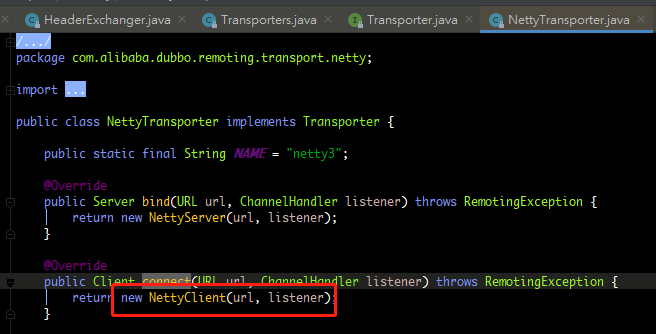 HeaderExchanger.java Transporters.java Transporter.java NettyTransporter.java
/.../
package com.alibaba.dubbo.remoting.transport.netty;
import ...
public class NettyTransporter implements Transporter {
public static final String NAME = "netty3";
@Override
public Server bind(URL url, ChannelHandler listener) throws RemotingException {
return new NettyServer(url, listener);
}
@Override
public Client connect(URL url, ChannelHandler listener) throws RemotingException {
return new NettyClient(url, listener);
}